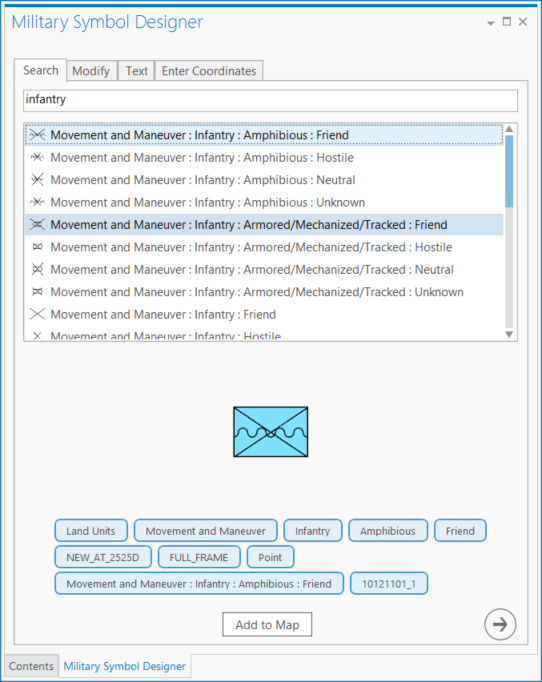 Military Symbol Designer
Search Modify Text Enter Coordinates
infantry
Movement and Maneuver : Infantry : Amphibious : Friend
Movement and Maneuver : Infantry : Amphibious : Hostile
Movement and Maneuver : Infantry : Amphibious : Neutral
Movement and Maneuver : Infantry : Amphibious : Unknown
Movement and Maneuver : Infantry : Armored/Mechanized/Tracked : Friend
Movement and Maneuver : Infantry : Armored/Mechanized/Tracked : Hostile
Movement and Maneuver : Infantry : Armored/Mechanized/Tracked : Neutral
Movement and Maneuver : Infantry : Armored/Mechanized/Tracked : Unknown
Movement and Maneuver : Infantry : Friend
Movement and Maneuver : Infantry : Hostile
Land Units Movement and Maneuver Infantry Amphibious Friend
NEW_AT_2525D FULL_FRAME Point
Movement and Maneuver : Infantry : Amphibious : Friend 10121101_1
Add to Map
Contents Military Symbol Designer